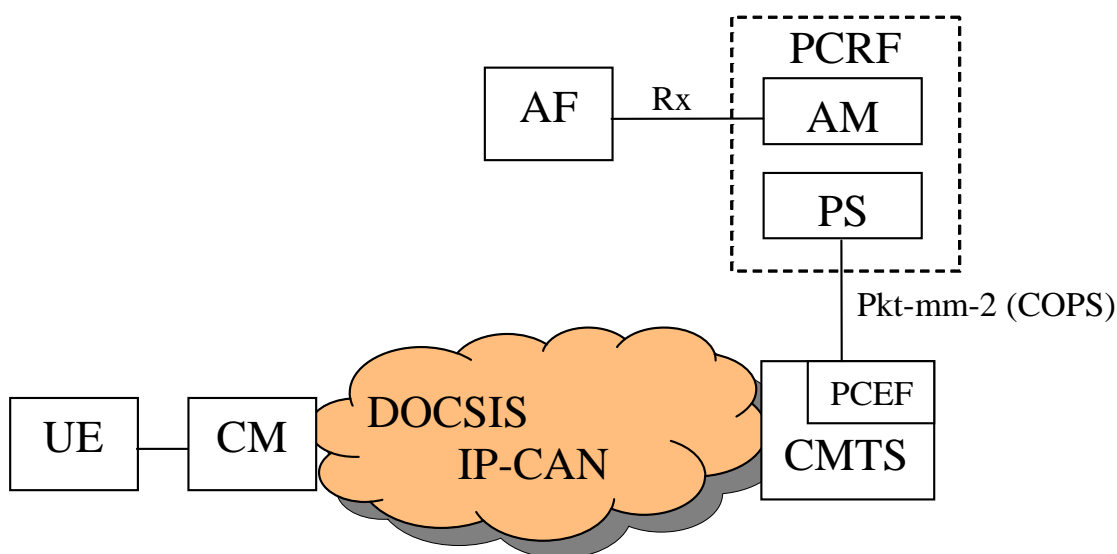 PCRF
AF
Rx
AM
PS
Pkt-mm-2 (COPS)
PCEF
UE
CM
DOCSIS
IP-CAN
CMTS